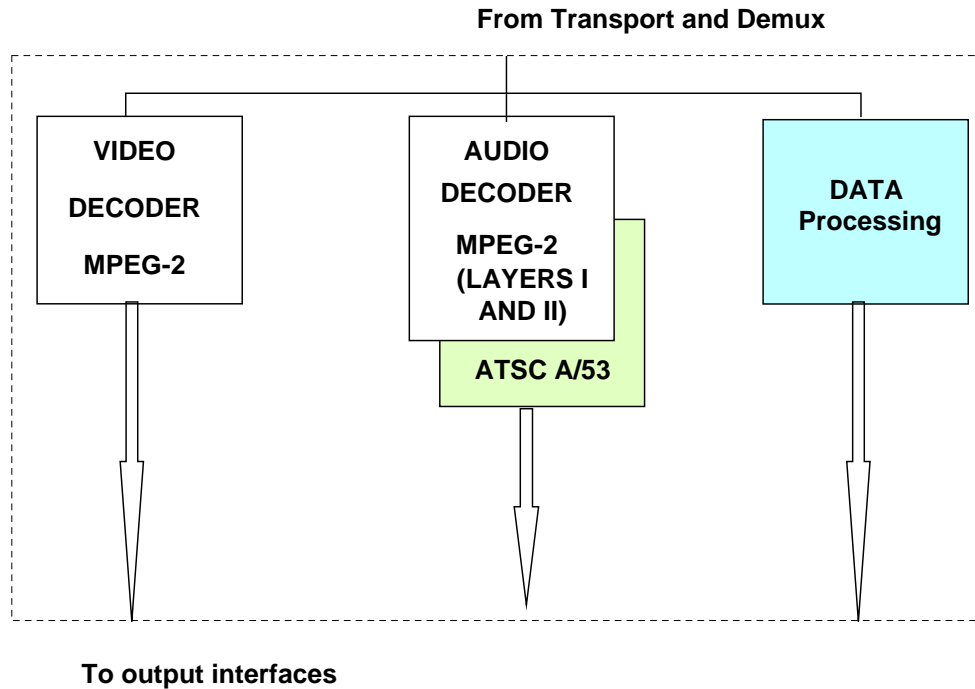 From Transport and Demux
VIDEO
DECODER
MPEG-2
AUDIO
DECODER
MPEG-2
(LAYERS I
AND II)
ATSC A/53
DATA
Processing
To output interfaces